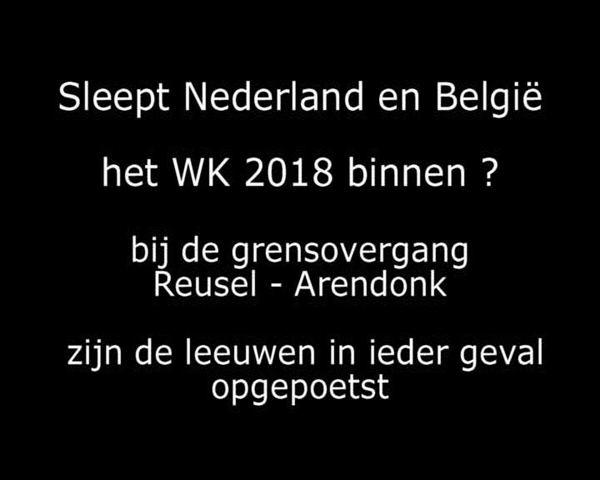 Sleept Nederland en België
het WK 2018 binnen ?
bij de grensovergang
Reusel - Arendonk
zijn de leeuwen in ieder geval
opgepoetst